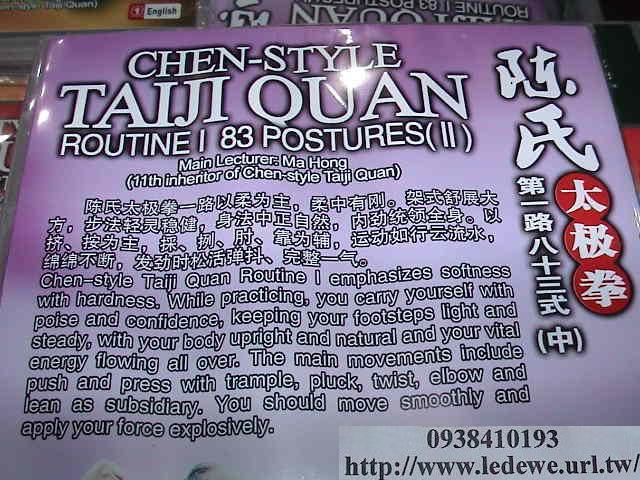 English
ROUTINE I 83 POSTURES
CHEN-STYLE
TAIJI QUAN
ROUTINE I 83 POSTURES(II)
Main Lecturer: Ma Hong
(11th inheritor of Chen-style Taiji Quan)
陈氏
太极拳
第一路八十三式
(中)
陈氏太极拳一路以柔为主，柔中有刚。架式舒展大
方，步法轻灵稳健，身法中正自然，内劲统领全身。以
挤、按为主，採、挒、肘、靠为辅，运动如行云流水，
绵绵不断，发劲时松活弹抖、完整一气。
Chen-style Taiji Quan Routine I emphasizes softness
with hardness. While practicing, you carry yourself with
poise and confidence, keeping your footsteps light and
steady, with your body upright and natural and your vital
energy flowing all over. The main movements include
push and press with trample, pluck, twist, elbow and
lean as subsidiary. You should move smoothly and
apply your force explosively.
0938410193
http://www.ledewe.url.tw/